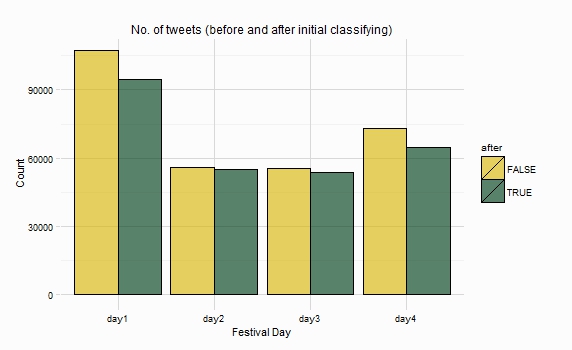 No. of tweets (before and after initial classifying)
90000
60000
30000
0
Count
day1 day2 day3 day4
Festival Day
after
FALSE
TRUE